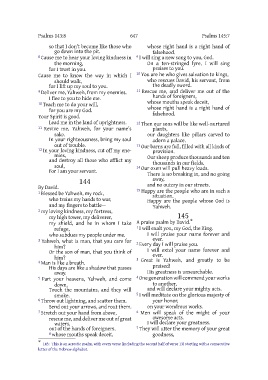 Psalms 143:8 647 Psalms 145:7
so that I don't become like those who
go down into the pit.
8 Cause me to hear your loving kindness in
the morning,
for I trust in you.
Cause me to know the way in which I
should walk,
for I lift up my soul to you.
9 Deliver me, Yahweh, from my enemies.
I flee to you to hide me.
10 Teach me to do your will,
for you are my God.
Your Spirit is good.
Lead me in the land of uprightness.
11 Revive me, Yahweh, for your name's
sake.
In your righteousness, bring my soul
out of trouble.
12 In your loving kindness, cut off my ene-
mies,
and destroy all those who afflict my
soul,
for I am your servant.
144
By David.
1 Blessed be Yahweh, my rock,
who trains my hands to war,
and my fingers to battle—
2 my loving kindness, my fortress,
my high tower, my deliverer,
my shield, and he in whom I take
refuge,
who subdues my people under me.
3 Yahweh, what is man, that you care for
him?
Or the son of man, that you think of
him?
4 Man is like a breath.
His days are like a shadow that passes
away.
5 Part your heavens, Yahweh, and come
down.
Touch the mountains, and they will
smoke.
6 Throw out lightning, and scatter them.
Send out your arrows, and rout them.
7 Stretch out your hand from above,
rescue me, and deliver me out of great
waters,
out of the hands of foreigners,
8 whose mouths speak deceit,
whose right hand is a right hand of
falsehood.
9 I will sing a new song to you, God.
On a ten-stringed lyre, I will sing
praises to you.
10 You are he who gives salvation to kings,
who rescues David, his servant, from
the deadly sword.
11 Rescue me, and deliver me out of the
hands of foreigners,
whose mouths speak deceit,
whose right hand is a right hand of
falsehood.
12 Then our sons will be like well-nurtured
plants,
our daughters like pillars carved to
adorn a palace.
13 Our barns are full, filled with all kinds of
provision.
Our sheep produce thousands and ten
thousands in our fields.
14 Our oxen will pull heavy loads.
There is no breaking in, and no going
away,
and no outcry in our streets.
15 Happy are the people who are in such a
situation.
Happy are the people whose God is
Yahweh.
145
A praise psalm by David.*
1 I will exalt you, my God, the King.
I will praise your name forever and
ever.
2 Every day I will praise you.
I will extol your name forever and
ever.
3 Great is Yahweh, and greatly to be
praised!
His greatness is unsearchable.
4 One generation will commend your works
to another,
and will declare your mighty acts.
5 I will meditate on the glorious majesty of
your honor,
on your wondrous works.
6 Men will speak of the might of your
awesome acts.
I will declare your greatness.
7 They will utter the memory of your great
goodness,
* 145: This is an acrostic psalm, with every verse (including the second half of verse 13) starting with a consecutive
letter of the Hebrew alphabet.